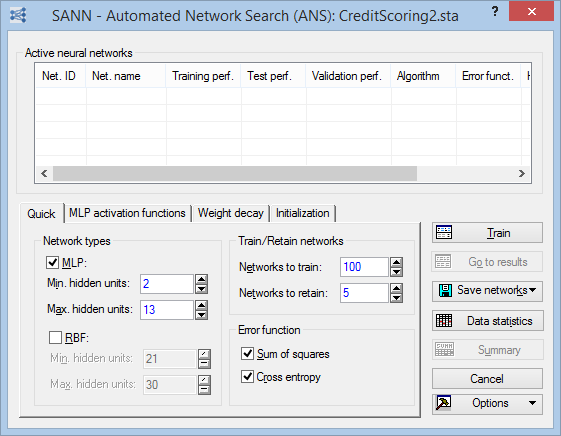 SANN - Automated Network Search (ANS): CreditScoring2.sta
Active neural networks
Net. ID Net. name Training perf. Test perf. Validation perf. Algorithm Error funct.
Quick MLP activation functions Weight decay Initialization
Network types
MLP:
Min. hidden units: 2
Max. hidden units: 13
RBF:
Min. hidden units: 21
Max. hidden units: 30
Train/Retain networks
Networks to train: 100
Networks to retain: 5
Error function
Sum of squares
Cross entropy
Train
Go to results
Save networks
Data statistics
Summary
Cancel
Options